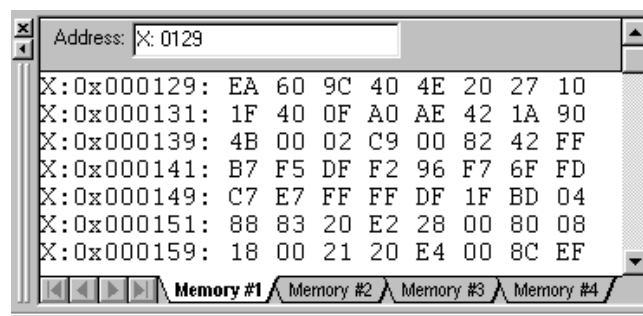 Address: X: 0129
X:0x000129: EA 60 9C 40 4E 20 27 10
X:0x000131: 1F 40 0F A0 AE 42 1A 90
X:0x000139: 4B 00 02 C9 00 82 42 FF
X:0x000141: B7 F5 DF F2 96 F7 6F FD
X:0x000149: C7 E7 FF FF DF 1F BD 04
X:0x000151: 88 83 20 E2 28 00 80 08
X:0x000159: 18 00 21 20 E4 00 8C EF
Memory #1 Memory #2 Memory #3 Memory #4